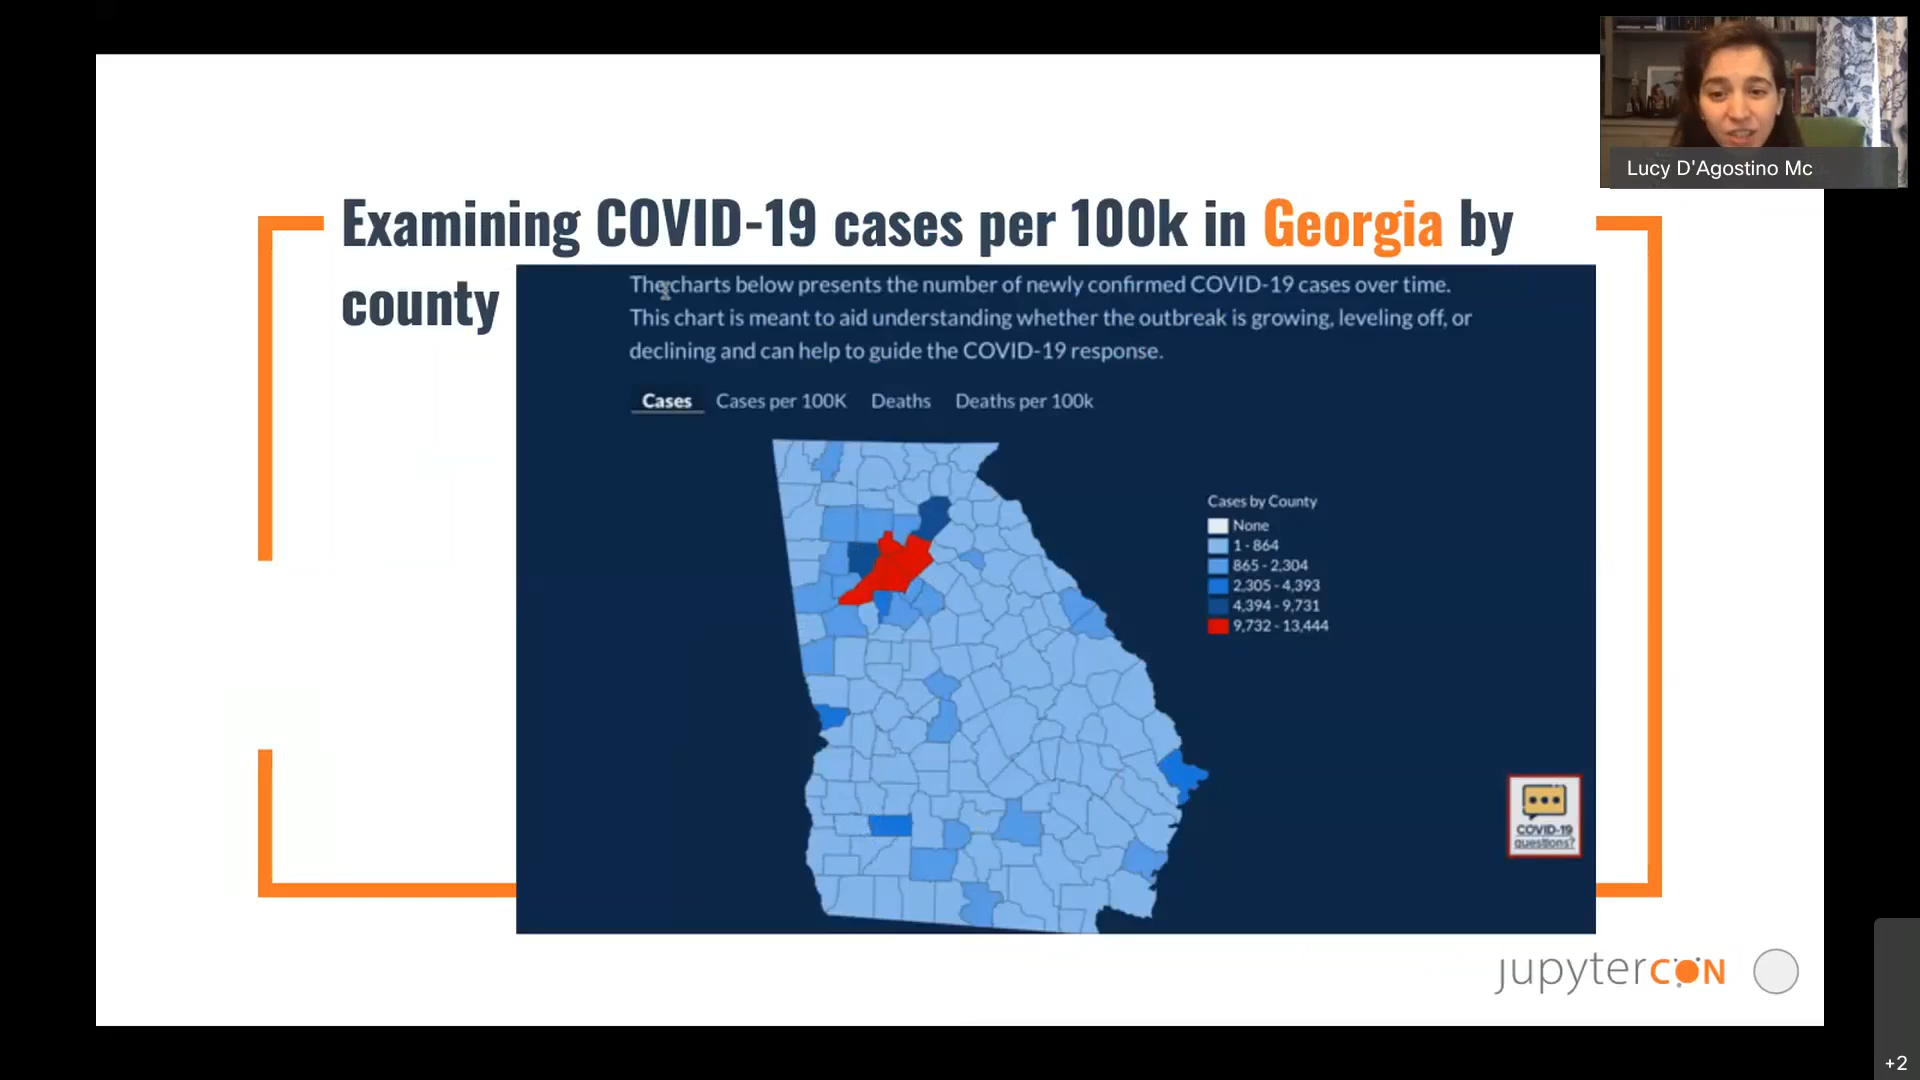 Lucy D'Agostino Mc
Examining COVID-19 cases per 100k in Georgia by
county
The charts below presents the number of newly confirmed COVID-19 cases over time.
This chart is meant to aid understanding whether the outbreak is growing, leveling off, or
declining and can help to guide the COVID-19 response.
Cases Cases per 100K Deaths Deaths per 100k
Cases by County
None
1 - 864
865 - 2,304
2,305 - 4,393
4,394 - 9,731
9,732 - 13,444
COVID-19
questions?
jupyterCON
+2